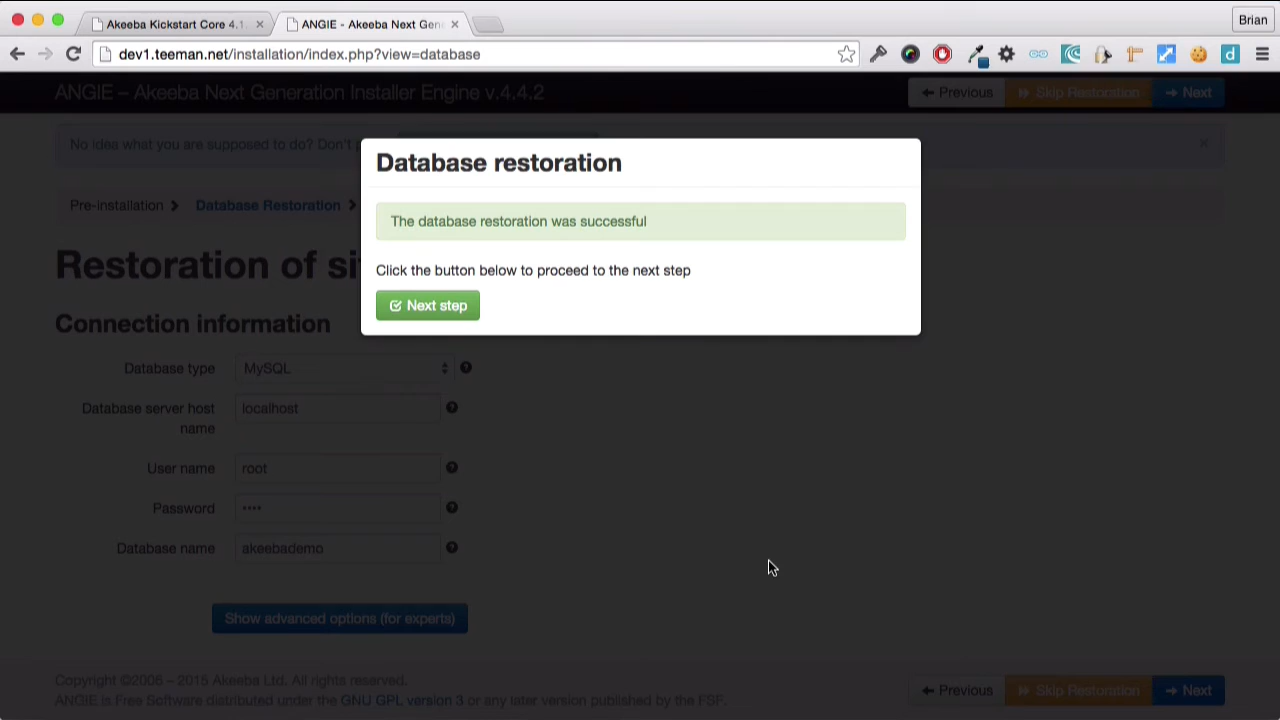 Akeeba Kickstart Core 4.1.
ANGIE - Akeeba Next Gen
Brian
dev1.teeman.net/installation/index.php?view=database
ANGIE – Akeeba Next Generation Installer Engine v.4.4.2
Previous
Skip Restoration
Next
No idea what you are supposed to do? Don't
Database restoration
The database restoration was successful
Click the button below to proceed to the next step
Next step
Pre-installation
Database Restoration
Restoration of si
Connection information
Database type
MySQL
Database server host
name
localhost
User name
root
Password
••••
Database name
akeebademo
Show advanced options (for experts)
Copyright ©2006 – 2015 Akeeba Ltd. All rights reserved.
ANGIE is Free Software distributed under the GNU GPL version 3 or any later version published by the FSF.
Previous
Skip Restoration
Next